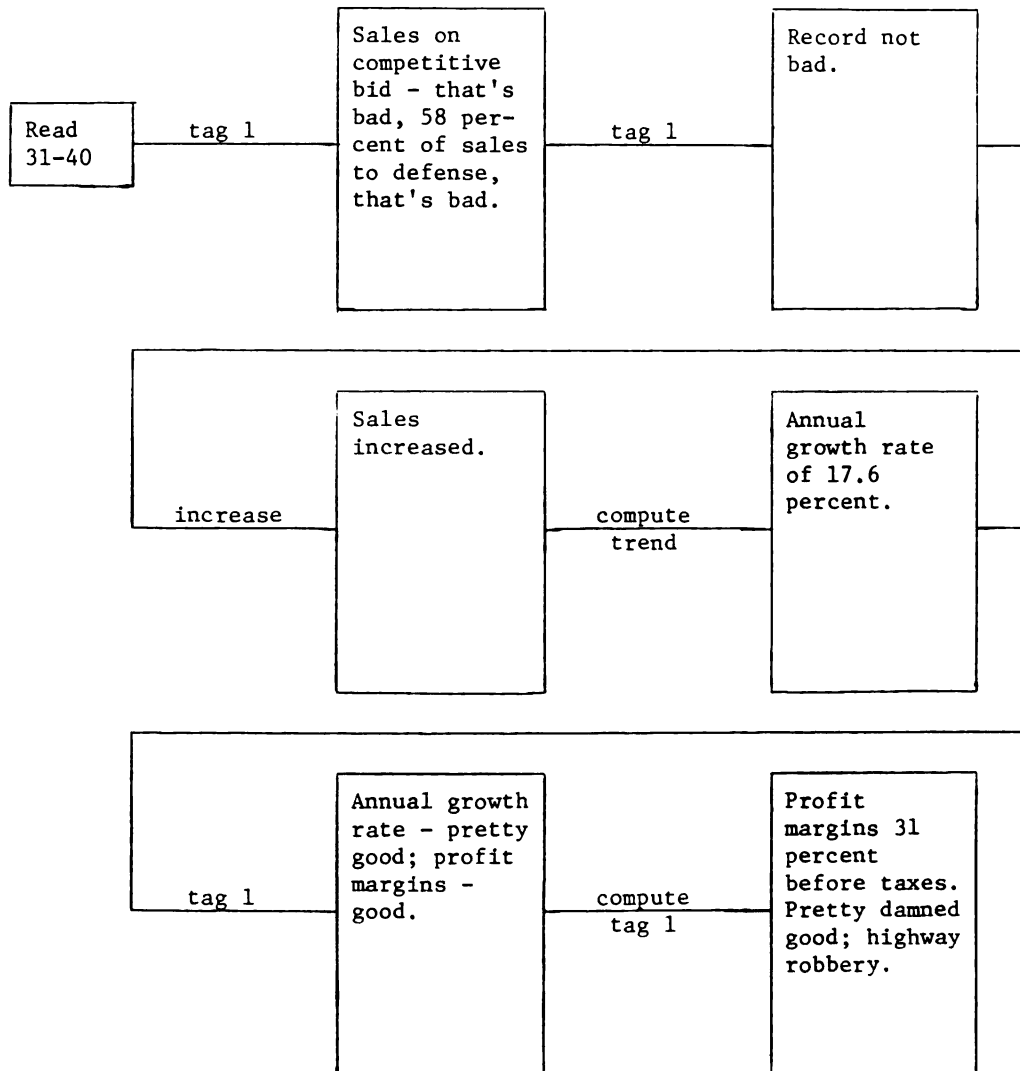 Read
31-40
tag 1
Sales on
competitive
bid - that's
bad, 58 per-
cent of sales
to defense,
that's bad.
tag 1
Record not
bad.
increase
Sales
increased.
compute
trend
Annual
growth rate
of 17.6
percent.
tag 1
Annual growth
rate - pretty
good; profit
margins -
good.
compute
tag 1
Profit
margins 31
percent
before taxes.
Pretty damned
good; highway
robbery.